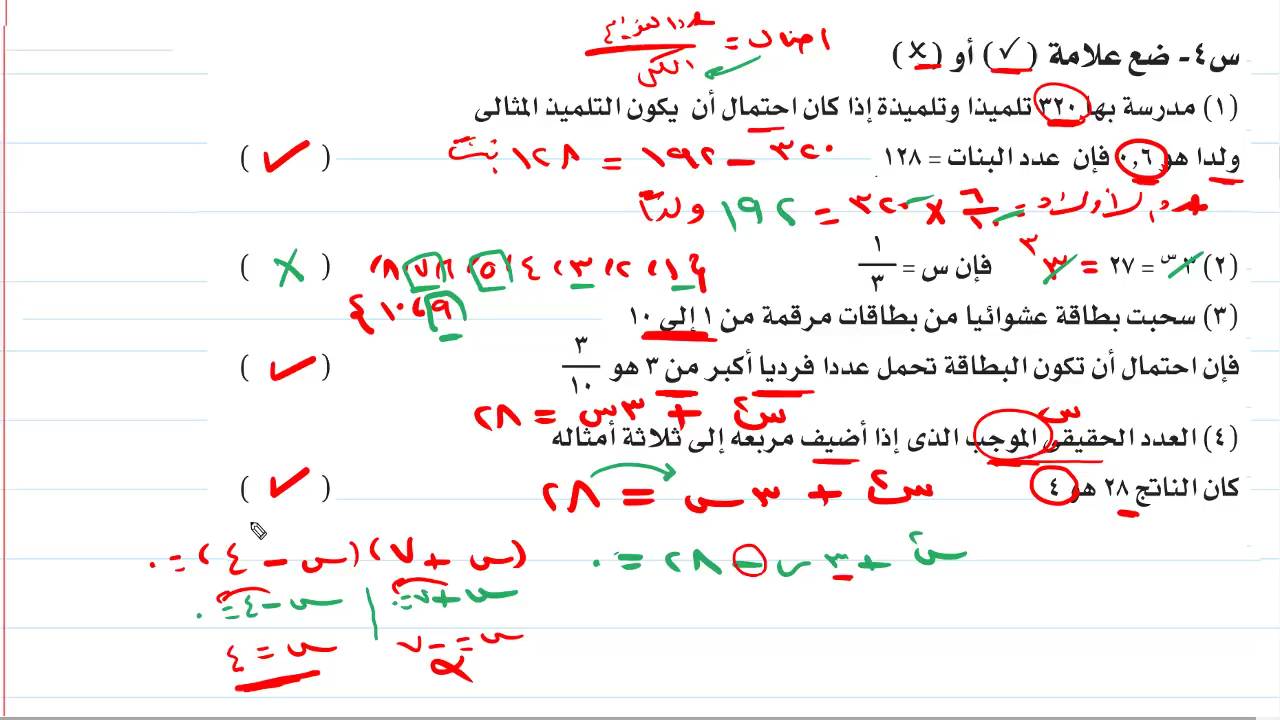 احتمال = عدد العناصر / الكلى
س٤- ضع علامة (✓) أو (×)
(١) مدرسة بها ٣٢٠ تلميذا وتلميذة إذا كان احتمال أن يكون التلميذ المثالى
ولدا هو ٠,٦ فإن عدد البنات = ١٢٨ ( ✓ )
٣٢٠ − ١٩٢ = ١٢٨ بنت
عدد الأولاد = ٦/١٠ × ٣٢٠ = ١٩٢ ولدًا
(٢) ٣س = ٢٧ = ٣٣ فإن س = ١/٣ ( × )
{١، ٢، ٣، ٤، ٥، ٦، ٧، ٨،
٩، ١٠}
(٣) سحبت بطاقة عشوائيا من بطاقات مرقمة من ١ إلى ١٠
فإن احتمال أن تكون البطاقة تحمل عددا فرديا أكبر من ٣ هو ٣/١٠ ( ✓ )
س٢ + ٣س = ٢٨
س
(٤) العدد الحقيقى الموجب الذى إذا أضيف مربعه إلى ثلاثة أمثاله
كان الناتج ٢٨ هو ٤ ( ✓ )
س٢ + ٣س = ٢٨
س٢ + ٣س − ٢٨ = ٠
(س + ٧)(س − ٤) = ٠
س + ٧ = ٠ | س − ٤ = ٠
س = −٧ س = ٤